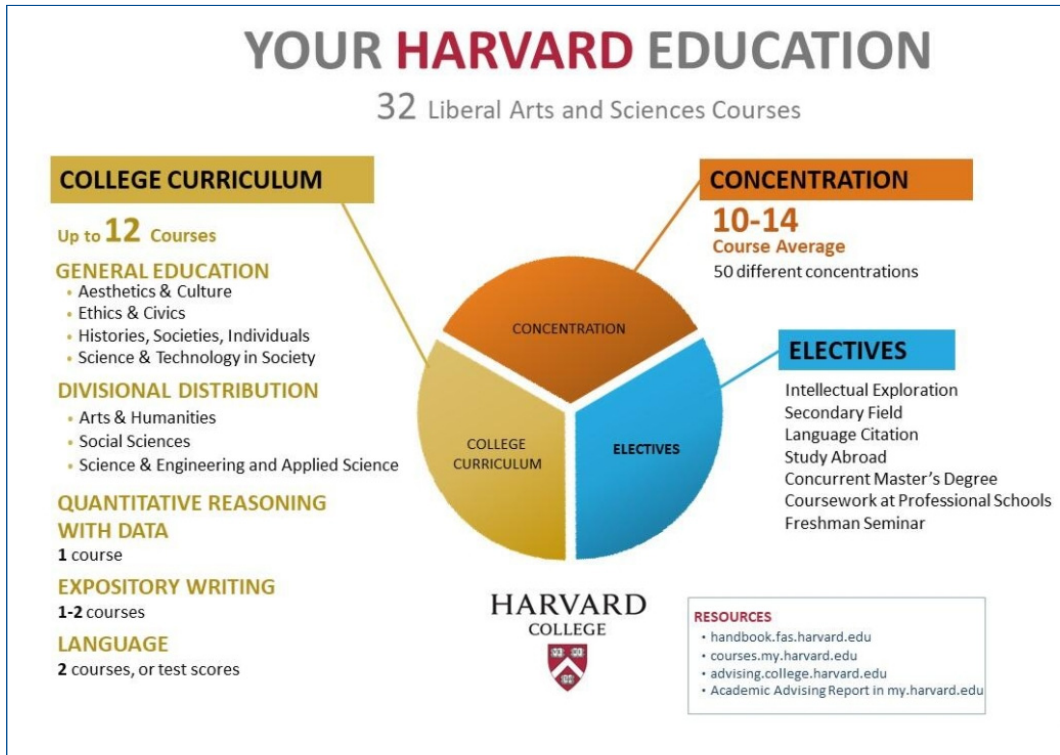 YOUR HARVARD EDUCATION
32 Liberal Arts and Sciences Courses
COLLEGE CURRICULUM
Up to 12 Courses
GENERAL EDUCATION
• Aesthetics & Culture
• Ethics & Civics
• Histories, Societies, Individuals
• Science & Technology in Society
DIVISIONAL DISTRIBUTION
• Arts & Humanities
• Social Sciences
• Science & Engineering and Applied Science
QUANTITATIVE REASONING
WITH DATA
1 course
EXPOSITORY WRITING
1-2 courses
LANGUAGE
2 courses, or test scores
CONCENTRATION
COLLEGE
CURRICULUM
ELECTIVES
CONCENTRATION
10-14
Course Average
50 different concentrations
ELECTIVES
Intellectual Exploration
Secondary Field
Language Citation
Study Abroad
Concurrent Master's Degree
Coursework at Professional Schools
Freshman Seminar
HARVARD
COLLEGE
RESOURCES
• handbook.fas.harvard.edu
• courses.my.harvard.edu
• advising.college.harvard.edu
• Academic Advising Report in my.harvard.edu